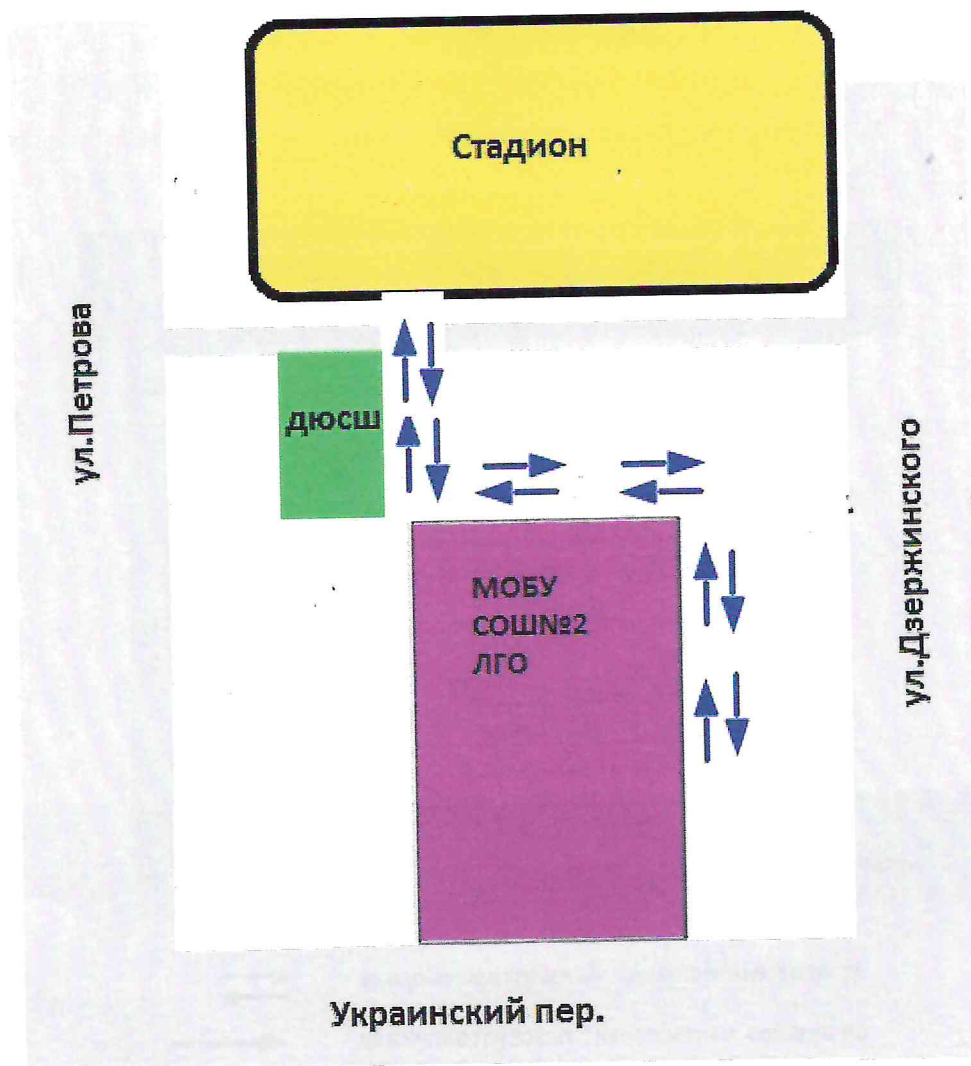 Стадион
ул.Петрова
дюсш
ул.Дзержинского
МОБУ
СОШ№2
ЛГО
Украинский пер.